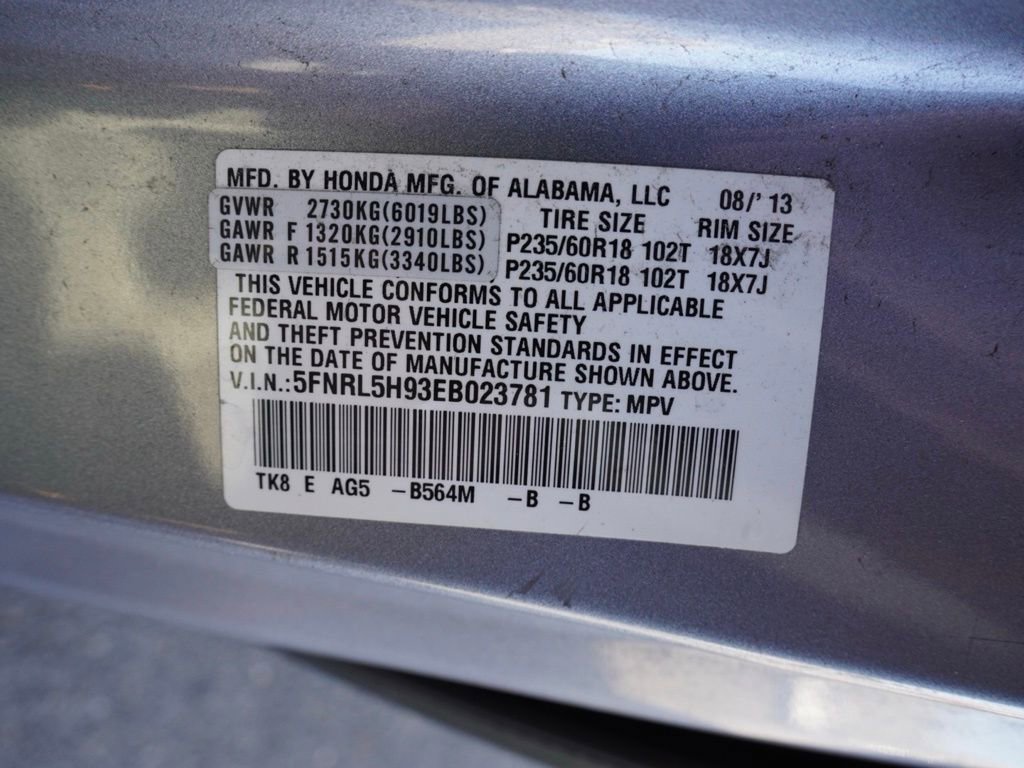 MFD. BY HONDA MFG. OF ALABAMA, LLC 08/'13
GVWR 2730KG(6019LBS) TIRE SIZE RIM SIZE
GAWR F 1320KG(2910LBS) P235/60R18 102T 18X7J
GAWR R 1515KG(3340LBS) P235/60R18 102T 18X7J
THIS VEHICLE CONFORMS TO ALL APPLICABLE
FEDERAL MOTOR VEHICLE SAFETY
AND THEFT PREVENTION STANDARDS IN EFFECT
ON THE DATE OF MANUFACTURE SHOWN ABOVE.
V.I.N.:5FNRL5H93EB023781 TYPE: MPV
TK8 E AG5 -B564M -B -B